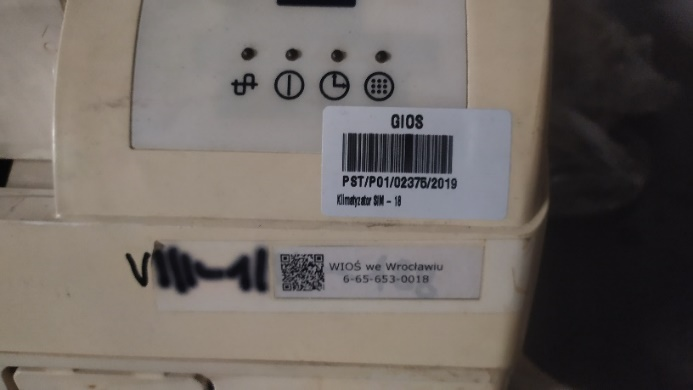 GIOS
PST/P01/02375/2019
Klimatyzator SIM - 18
WIOŚ we Wrocławiu
6-65-653-0018